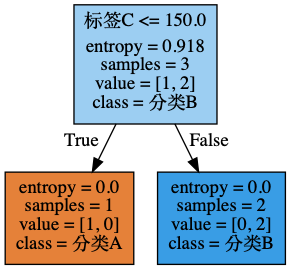 标签C <= 150.0
entropy = 0.918
samples = 3
value = [1, 2]
class = 分类B
True
False
entropy = 0.0
samples = 1
value = [1, 0]
class = 分类A
entropy = 0.0
samples = 2
value = [0, 2]
class = 分类B